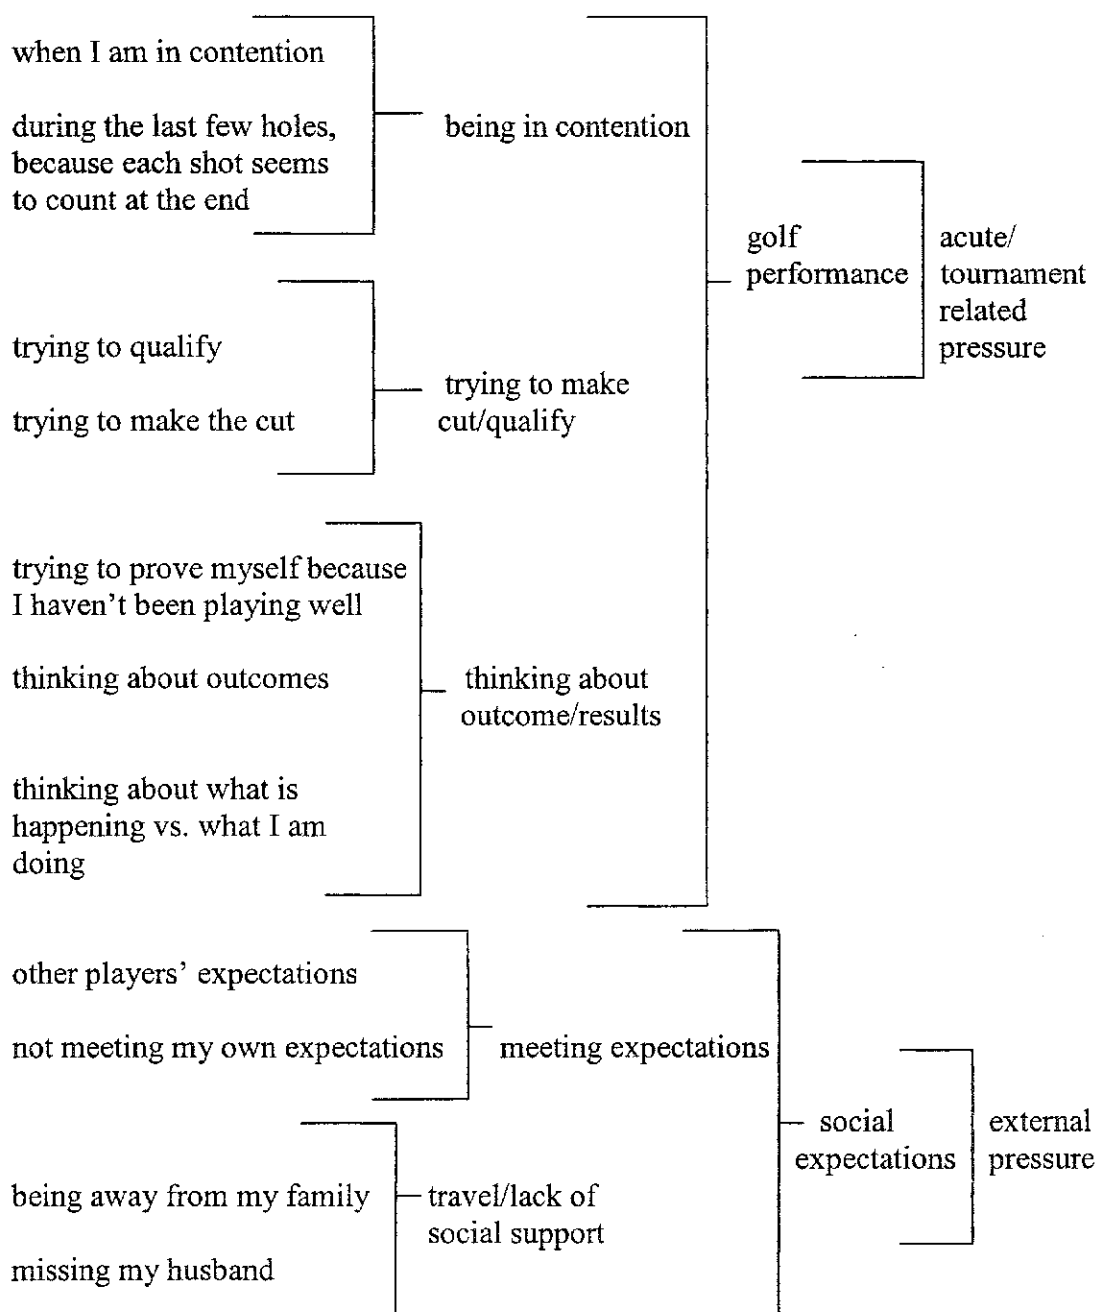 when I am in contention
during the last few holes,
because each shot seems
to count at the end
being in contention
trying to qualify
trying to make the cut
trying to make
cut/qualify
trying to prove myself because
I haven't been playing well
thinking about outcomes
thinking about what is
happening vs. what I am
doing
thinking about
outcome/results
golf
performance
acute/
tournament
related
pressure
other players' expectations
not meeting my own expectations
meeting expectations
being away from my family
missing my husband
travel/lack of
social support
social
expectations
external
pressure